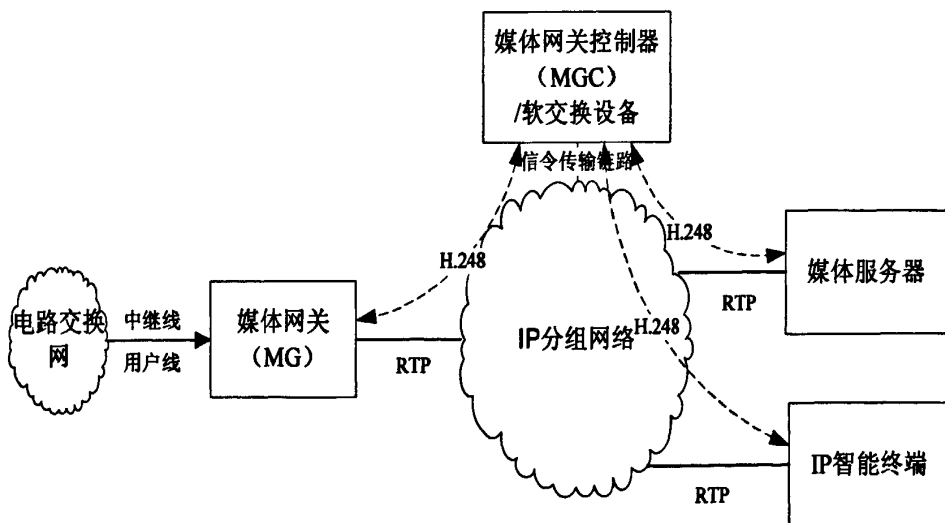 媒体网关控制器
（MGC）
/软交换设备
信令传输链路
H.248
H.248
H.248
电路交换
网
中继线
用户线
媒体网关
（MG）
RTP
IP分组网络
RTP
媒体服务器
RTP
IP智能终端